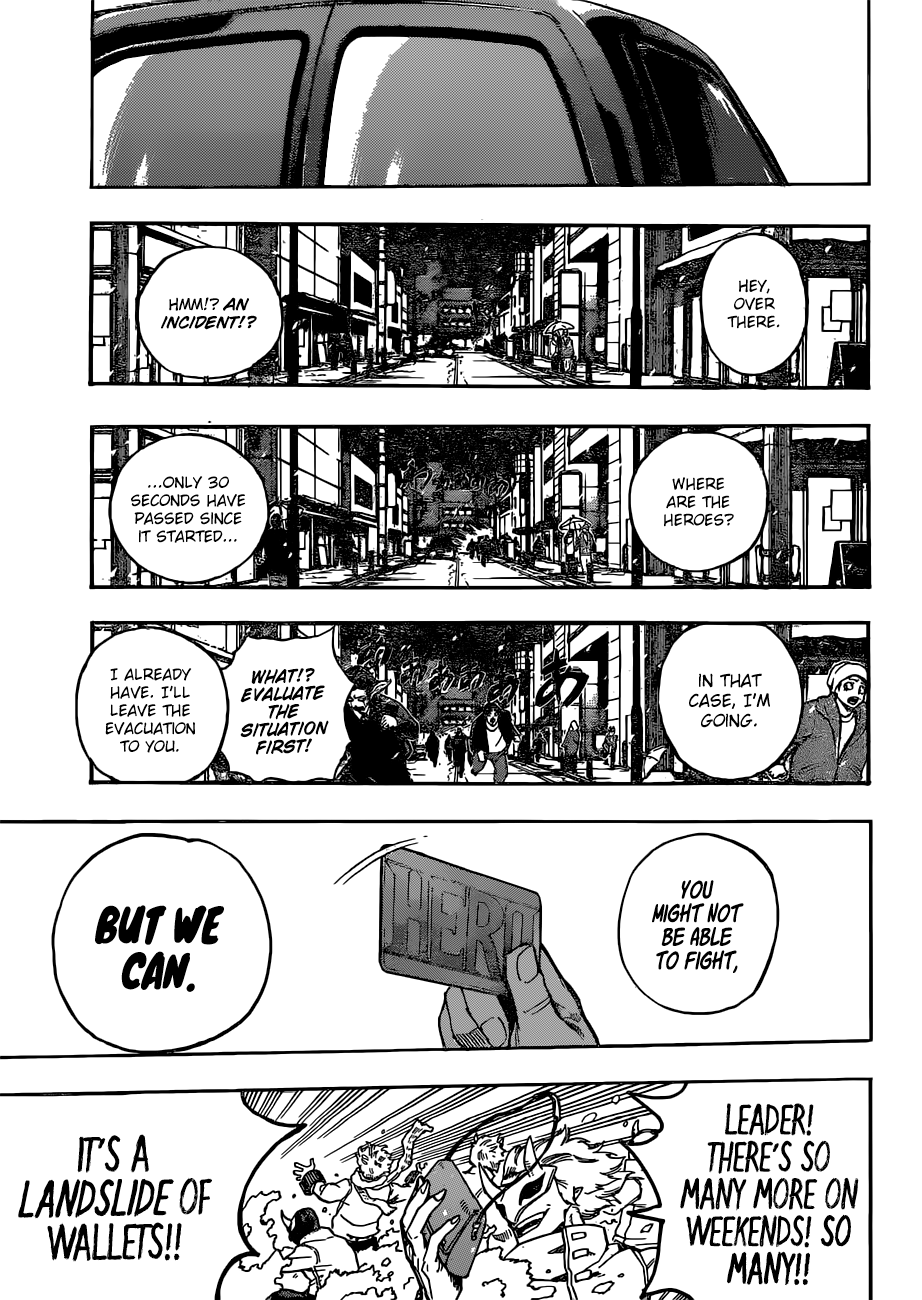 HEY,
OVER
THERE.
HMM!? AN
INCIDENT!?
WHERE
ARE THE
HEROES?
...ONLY 30
SECONDS HAVE
PASSED SINCE
IT STARTED...
IN THAT
CASE, I'M
GOING.
WHAT!?
EVALUATE
THE
SITUATION
FIRST!
I ALREADY
HAVE. I'LL
LEAVE THE
EVACUATION
TO YOU.
YOU
MIGHT NOT
BE ABLE
TO FIGHT,
HERO
BUT WE
CAN.
LEADER!
THERE'S SO
MANY MORE ON
WEEKENDS! SO
MANY!!
IT'S A
LANDSLIDE OF
WALLETS!!